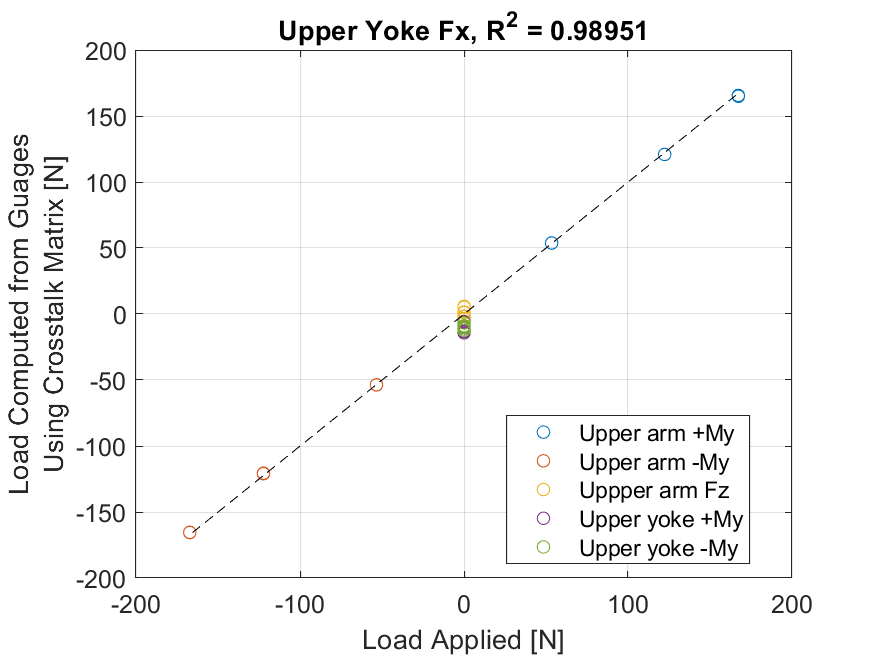 Upper Yoke Fx, R2 = 0.98951
Load Computed from Guages
Using Crosstalk Matrix [N]
200
150
100
50
0
-50
-100
-150
-200
-200
-100
0
100
200
Load Applied [N]
Upper arm +My
Upper arm -My
Uppper arm Fz
Upper yoke +My
Upper yoke -My